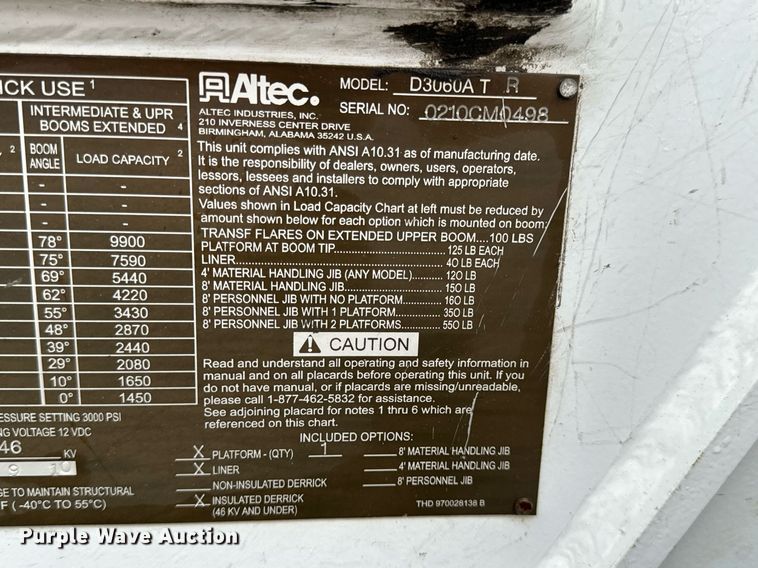 ICK USE 1
INTERMEDIATE & UPR
BOOMS EXTENDED 4
2 BOOM ANGLE LOAD CAPACITY 2
- -
- -
- -
78° 9900
75° 7590
69° 5440
62° 4220
55° 3430
48° 2870
39° 2440
29° 2080
10° 1650
0° 1450
ESSURE SETTING 3000 PSI
NG VOLTAGE 12 VDC
46 KV
9 10
GE TO MAINTAIN STRUCTURAL
F ( -40°C TO 55°C)
Altec.
MODEL: D3060A T R
SERIAL NO: 0210CM0498
ALTEC INDUSTRIES, INC.
210 INVERNESS CENTER DRIVE
BIRMINGHAM, ALABAMA 35242 U.S.A.
This unit complies with ANSI A10.31 as of manufacturing date.
It is the responsibility of dealers, owners, users, operators,
lessors, lessees and installers to comply with appropriate
sections of ANSI A10.31.
Values shown in Load Capacity Chart at left must be reduced by
amount shown below for each option which is mounted on boom.
TRANSF FLARES ON EXTENDED UPPER BOOM....100 LBS
PLATFORM AT BOOM TIP............125 LB EACH
LINER............40 LB EACH
4' MATERIAL HANDLING JIB (ANY MODEL)....120 LB
8' MATERIAL HANDLING JIB............150 LB
8' PERSONNEL JIB WITH NO PLATFORM............160 LB
8' PERSONNEL JIB WITH 1 PLATFORM............350 LB
8' PERSONNEL JIB WITH 2 PLATFORMS............550 LB
CAUTION
Read and understand all operating and safety information in
manual and on all placards before operating this unit. If you
do not have manual, or if placards are missing/unreadable,
please call 1-877-462-5832 for assistance.
See adjoining placard for notes 1 thru 6 which are
referenced on this chart.
INCLUDED OPTIONS:
X PLATFORM - (QTY) 1
X LINER
NON-INSULATED DERRICK
X INSULATED DERRICK
(46 KV AND UNDER)
8' MATERIAL HANDLING JIB
4' MATERIAL HANDLING JIB
8' PERSONNEL JIB
THD 970028138 B
Purple Wave Auction